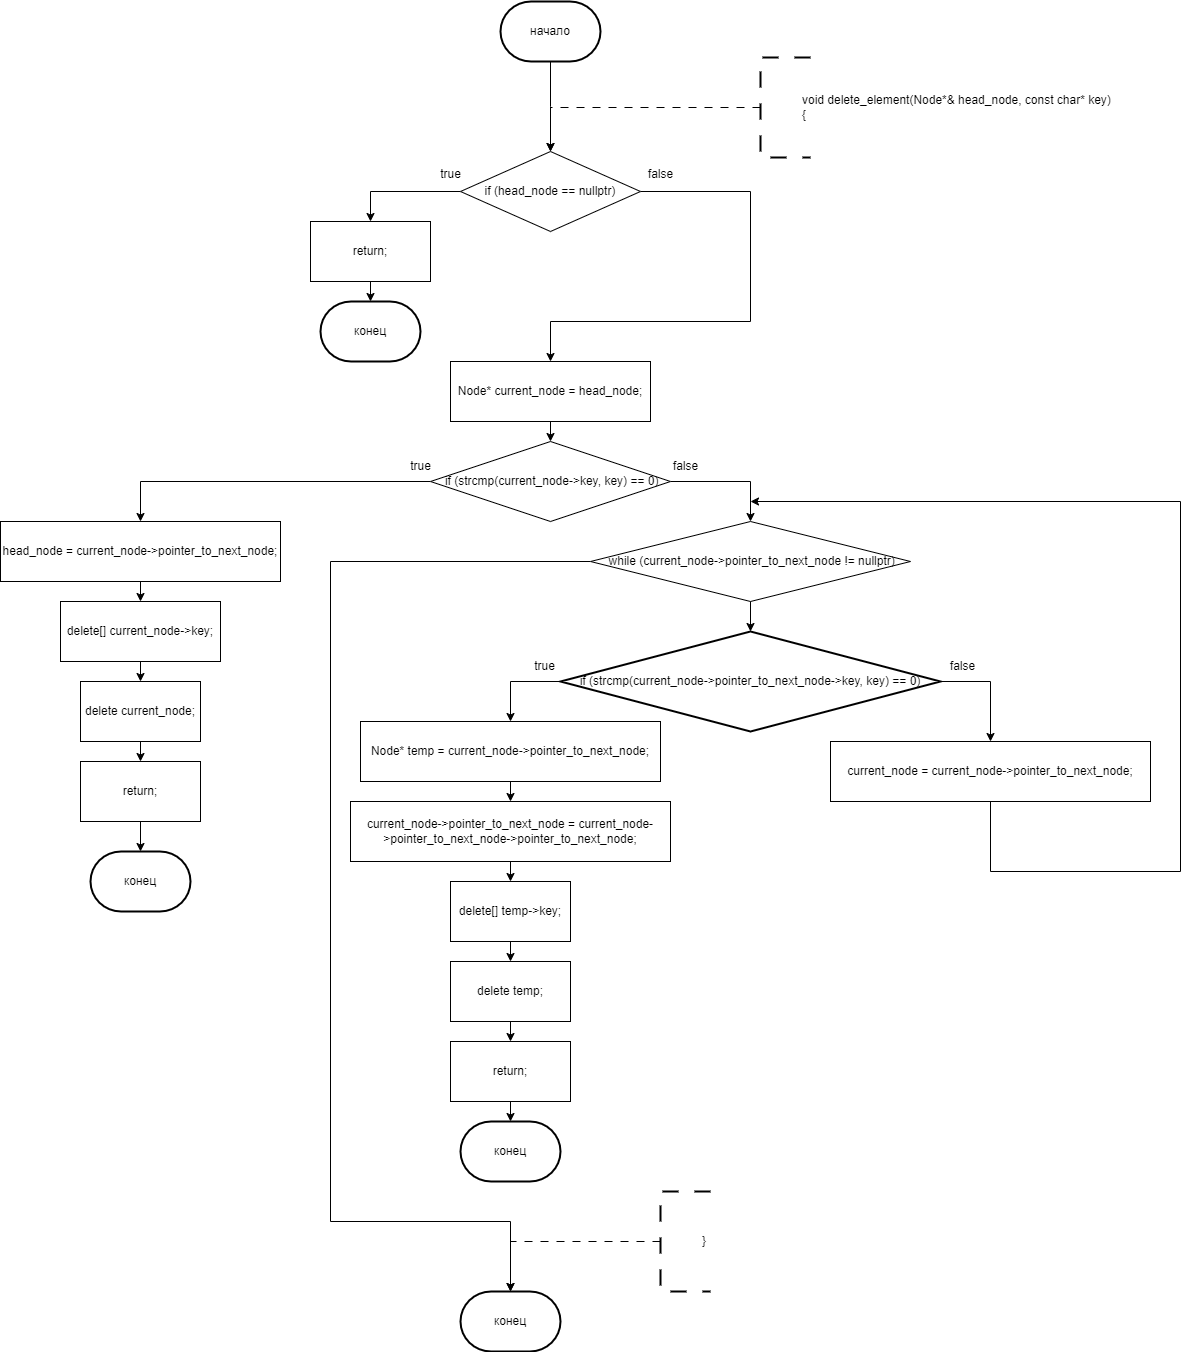 начало
void delete_element(Node*& head_node, const char* key)
{
true
false
if (head_node == nullptr)
return;
конец
Node* current_node = head_node;
true
false
if (strcmp(current_node->key, key) == 0)
head_node = current_node->pointer_to_next_node;
while (current_node->pointer_to_next_node != nullptr)
delete[] current_node->key;
true
false
if (strcmp(current_node->pointer_to_next_node->key, key) == 0)
delete current_node;
Node* temp = current_node->pointer_to_next_node;
current_node = current_node->pointer_to_next_node;
return;
current_node->pointer_to_next_node = current_node-
>pointer_to_next_node->pointer_to_next_node;
конец
delete[] temp->key;
delete temp;
return;
конец
}
конец